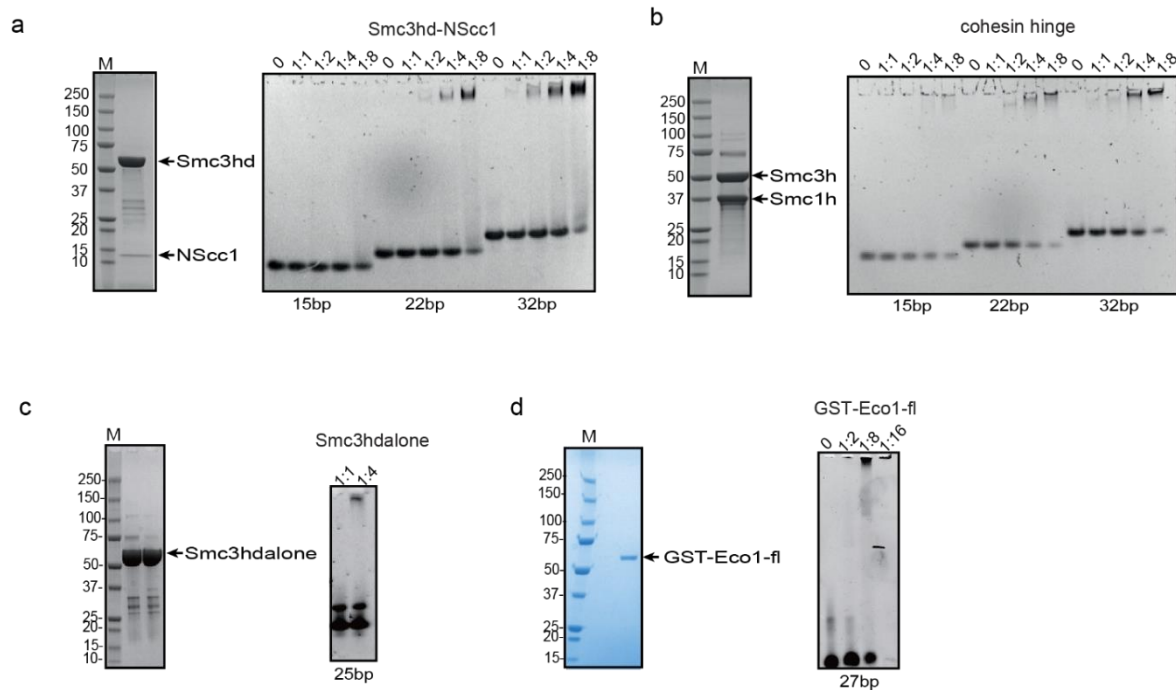 a
Smc3hd-NScc1
M
250
150
100
75
50
37
25
20
15
10
Smc3hd
NScc1
0 1:1 1:2 1:4 1:8 0 1:1 1:2 1:4 1:8 0 1:1 1:2 1:4 1:8
15bp 22bp 32bp
b
cohesin hinge
M
250
150
100
75
50
37
25
20
15
10
Smc3h
Smc1h
0 1:1 1:2 1:4 1:8 0 1:1 1:2 1:4 1:8 0 1:1 1:2 1:4 1:8
15bp 22bp 32bp
c
M
250-
150-
100-
75-
50-
37-
25-
20-
15-
10-
Smc3hdalone
Smc3hdalone
1:1 1:4
25bp
d
M
250
150
100
75
50
37
25
20
15
GST-Eco1-fl
GST-Eco1-fl
0 1:2 1:8 1:16
27bp